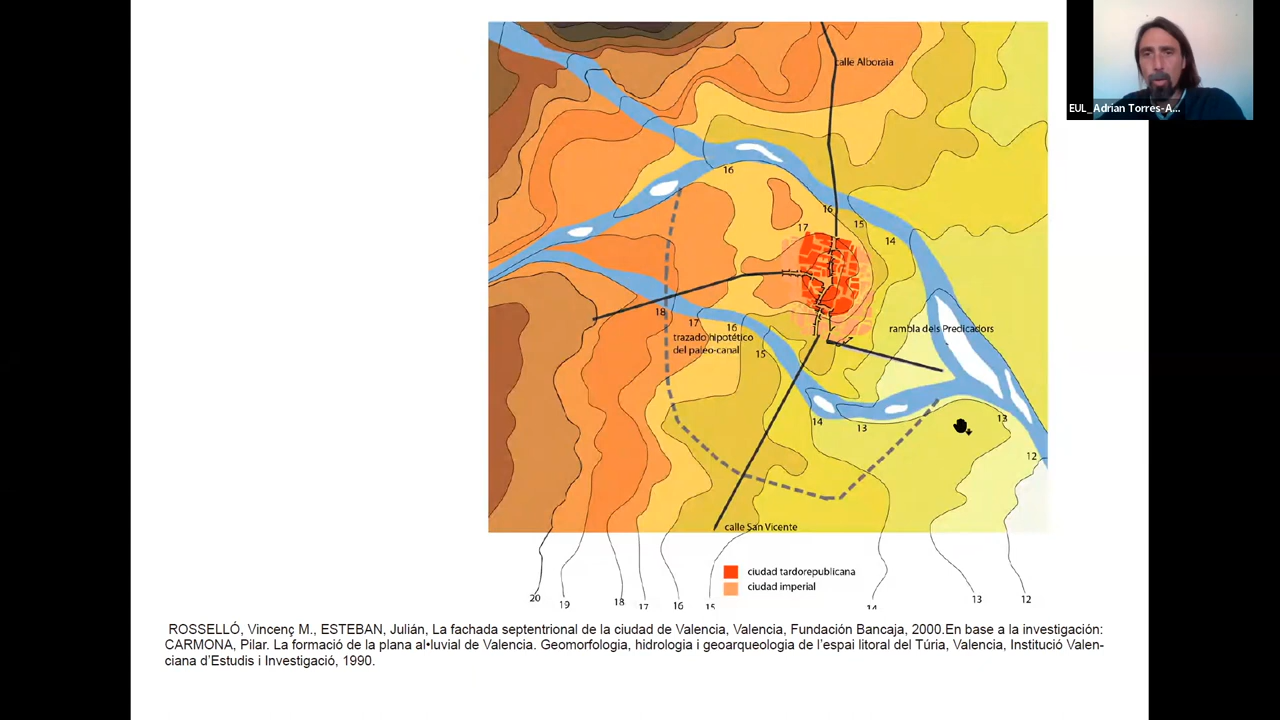 calle Alboraia
EUL_ Adrian Torres-A...
16
16
15
17
14
18
17
16
rambla dels Predicadors
trazado hipotético
del paleo-canal
15
14
13
13
12
calle San Vicente
ciudad tardorepublicana
ciudad imperial
20
19
18
17
16
15
14
13
12
ROSSELLÓ, Vincenç M., ESTEBAN, Julián, La fachada septentrional de la ciudad de Valencia, Valencia, Fundación Bancaja, 2000.En base a la investigación:
CARMONA, Pilar. La formació de la plana al•luvial de Valencia. Geomorfologia, hidrologia i geoarqueologia de l'espai litoral del Túria, Valencia, Institució Valen-
ciana d'Estudis i Investigació, 1990.